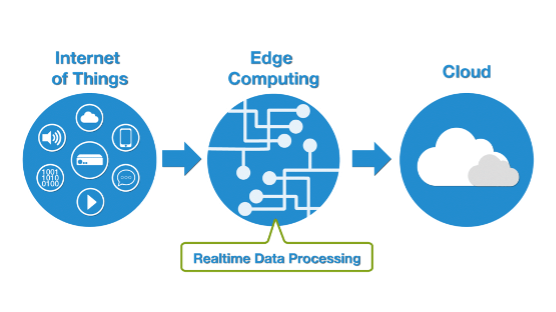 Internet
of Things
Edge
Computing
Cloud
1001
1010
0100
Realtime Data Processing